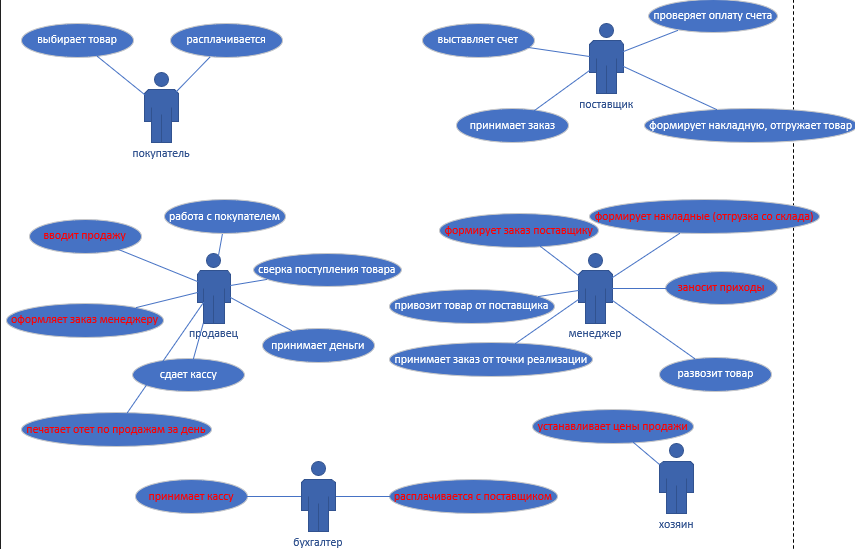 проверяет оплату счета
выбирает товар
расплачивается
выставляет счет
поставщик
принимает заказ
формирует накладную, отгружает товар
покупатель
работа с покупателем
формирует накладные (отгрузка со склада)
вводит продажу
формирует заказ поставщику
сверка поступления товара
заносит приходы
привозит товар от поставщика
оформляет заказ менеджеру
продавец
менеджер
принимает деньги
принимает заказ от точки реализации
сдает кассу
развозит товар
печатает отет по продажам за день
устанавливает цены продажи
принимает кассу
расплачивается с поставщиком
хозяин
бухгалтер